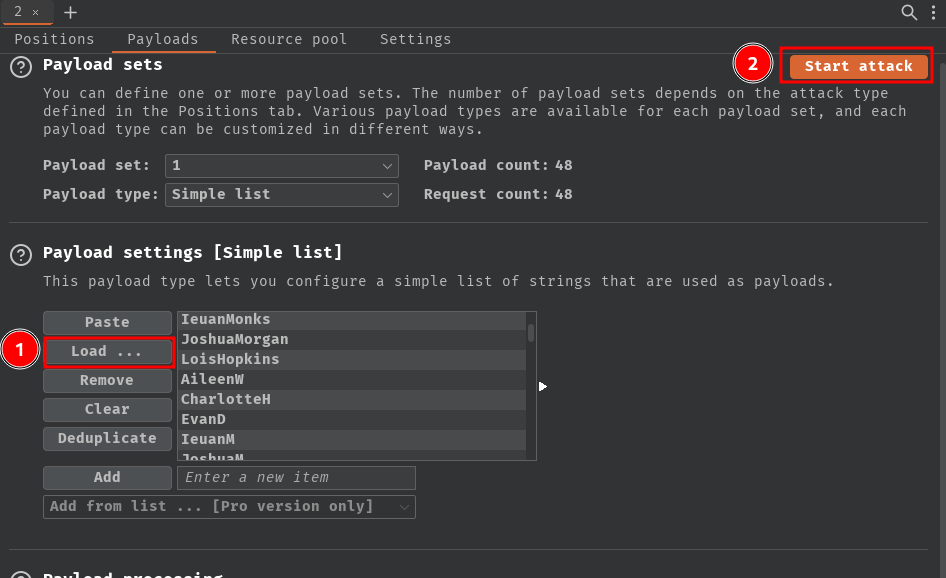 2 ×
Positions Payloads Resource pool Settings
? Payload sets
2 Start attack
You can define one or more payload sets. The number of payload sets depends on the attack type
defined in the Positions tab. Various payload types are available for each payload set, and each
payload type can be customized in different ways.
Payload set: 1 Payload count: 48
Payload type: Simple list Request count: 48
? Payload settings [Simple list]
This payload type lets you configure a simple list of strings that are used as payloads.
Paste
1 Load ...
Remove
Clear
Deduplicate
IeuanMonks
JoshuaMorgan
LoisHopkins
AileenW
CharlotteH
EvanD
IeuanM
JoshuaM
Add Enter a new item
Add from list ... [Pro version only]
? Payload processing